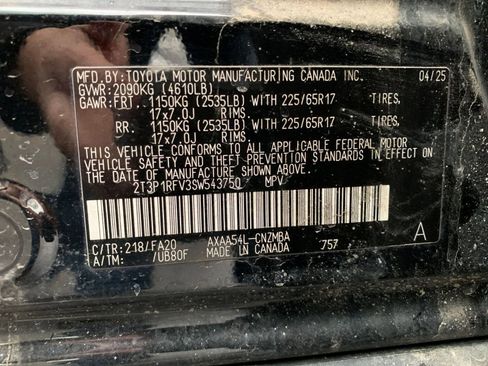 MFD. BY: TOYOTA MOTOR MANUFACTURING CANADA INC. 04/25
GVWR: 2090KG (4610LB)
GAWR: FRT. 1150KG (2535LB) WITH 225/65R17 TIRES,
17x7.0J RIMS,
RR. 1150KG (2535LB) WITH 225/65R17 TIRES,
17x7.0J RIMS,
THIS VEHICLE CONFORMS TO ALL APPLICABLE FEDERAL MOTOR
VEHICLE SAFETY AND THEFT PREVENTION STANDARDS IN
EFFECT ON THE DATE OF MANUFACTURE SHOWN ABOVE.
2T3P1RFV3SW543750 MPV
C/TR: 218/FA20 AXAA54L-CNZMBA 757 A
A/TM: /UB80F MADE IN CANADA